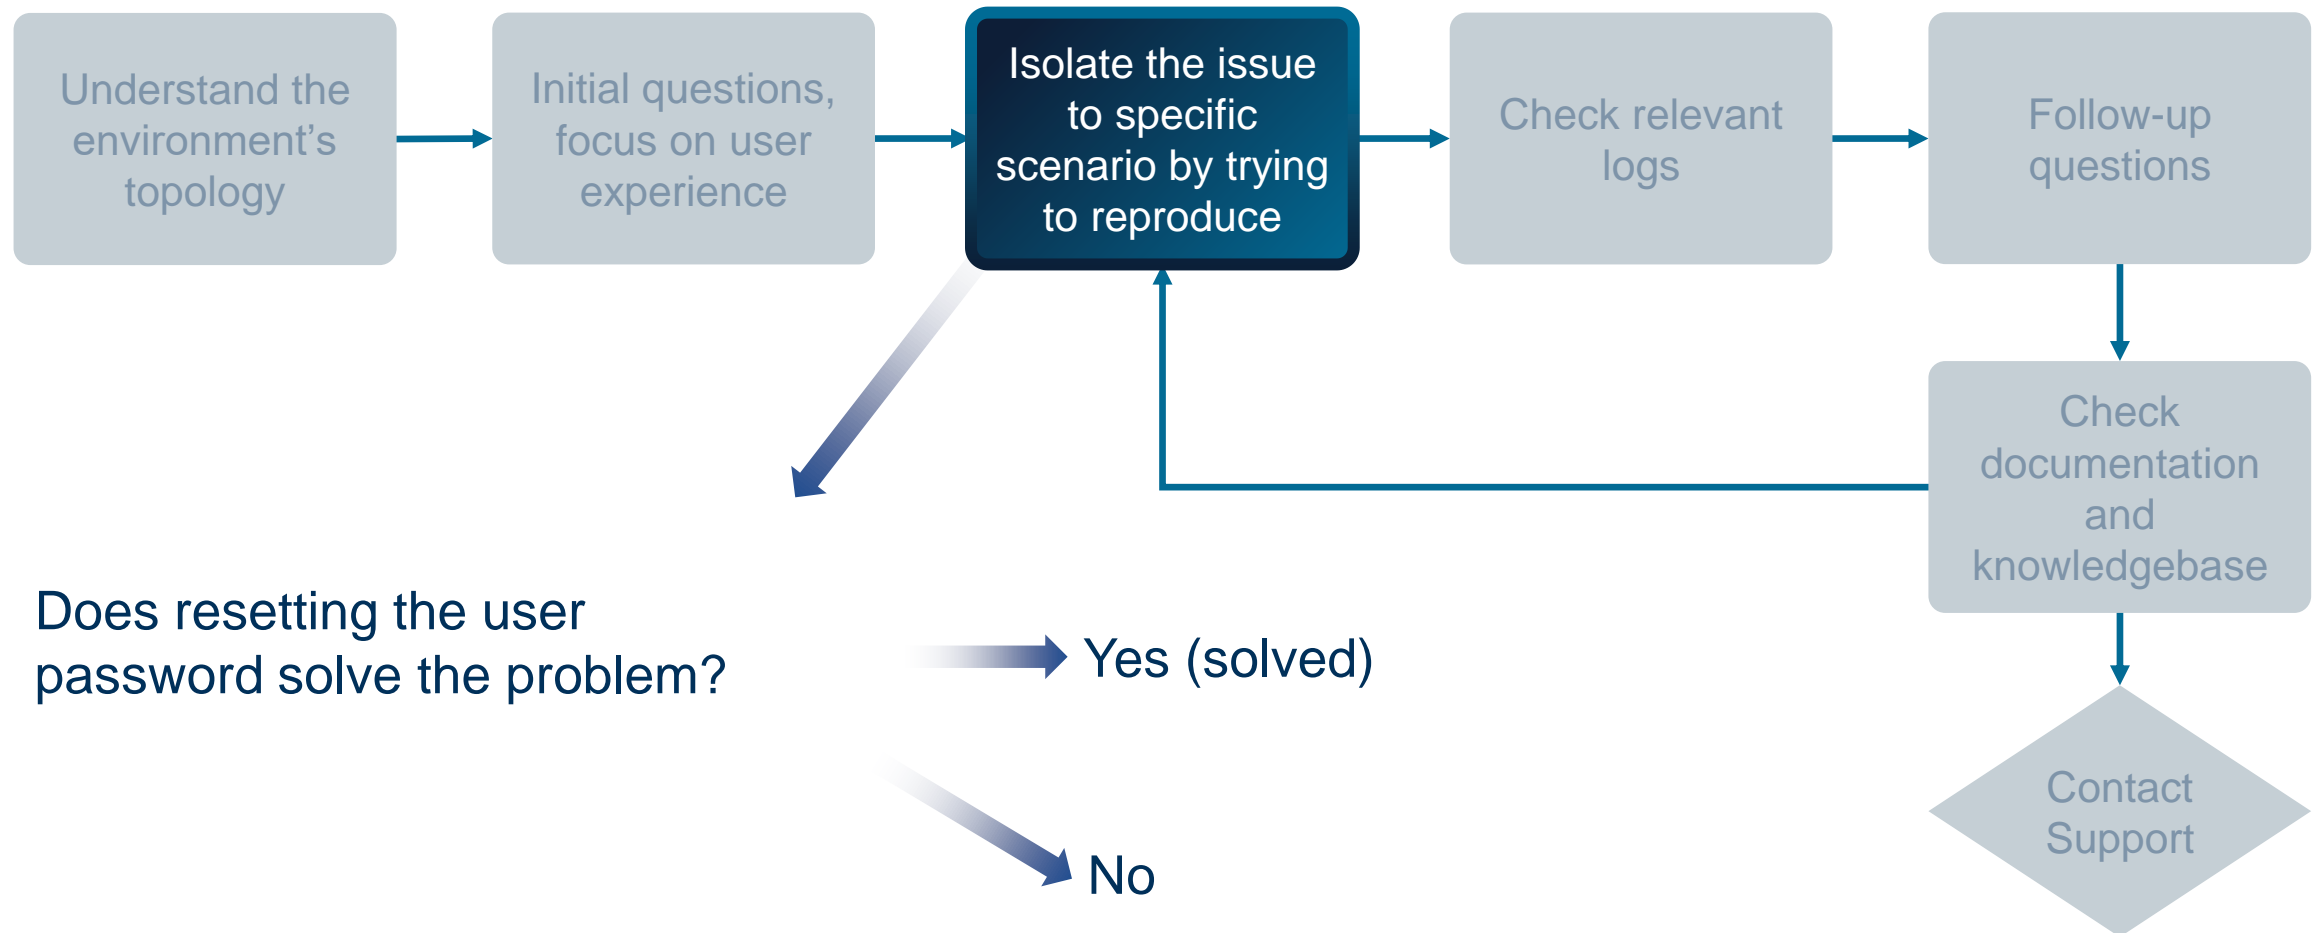 Understand the
environment’s
topology
Initial questions,
focus on user
experience
Isolate the issue
to specific
scenario by trying
to reproduce
Check relevant
logs
Follow-up
questions
Check
documentation
and
knowledgebase
Contact
Support
Does resetting the user
password solve the problem?
Yes (solved)
No